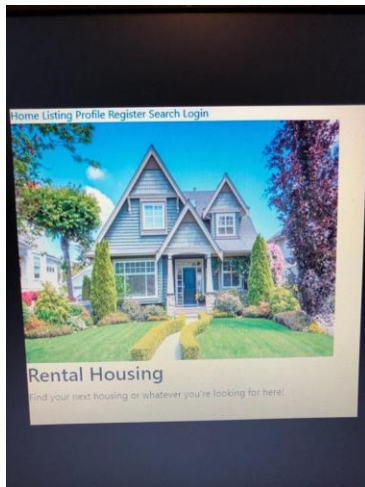 Home Listing Profile Register Search Login
Rental Housing
Find your next housing or whatever you're looking for here!